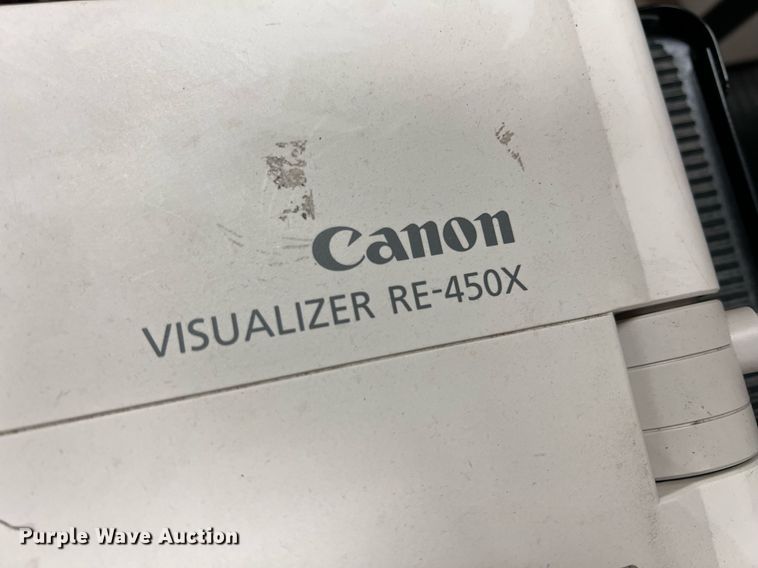 Canon
VISUALIZER RE-450X
Purple Wave Auction